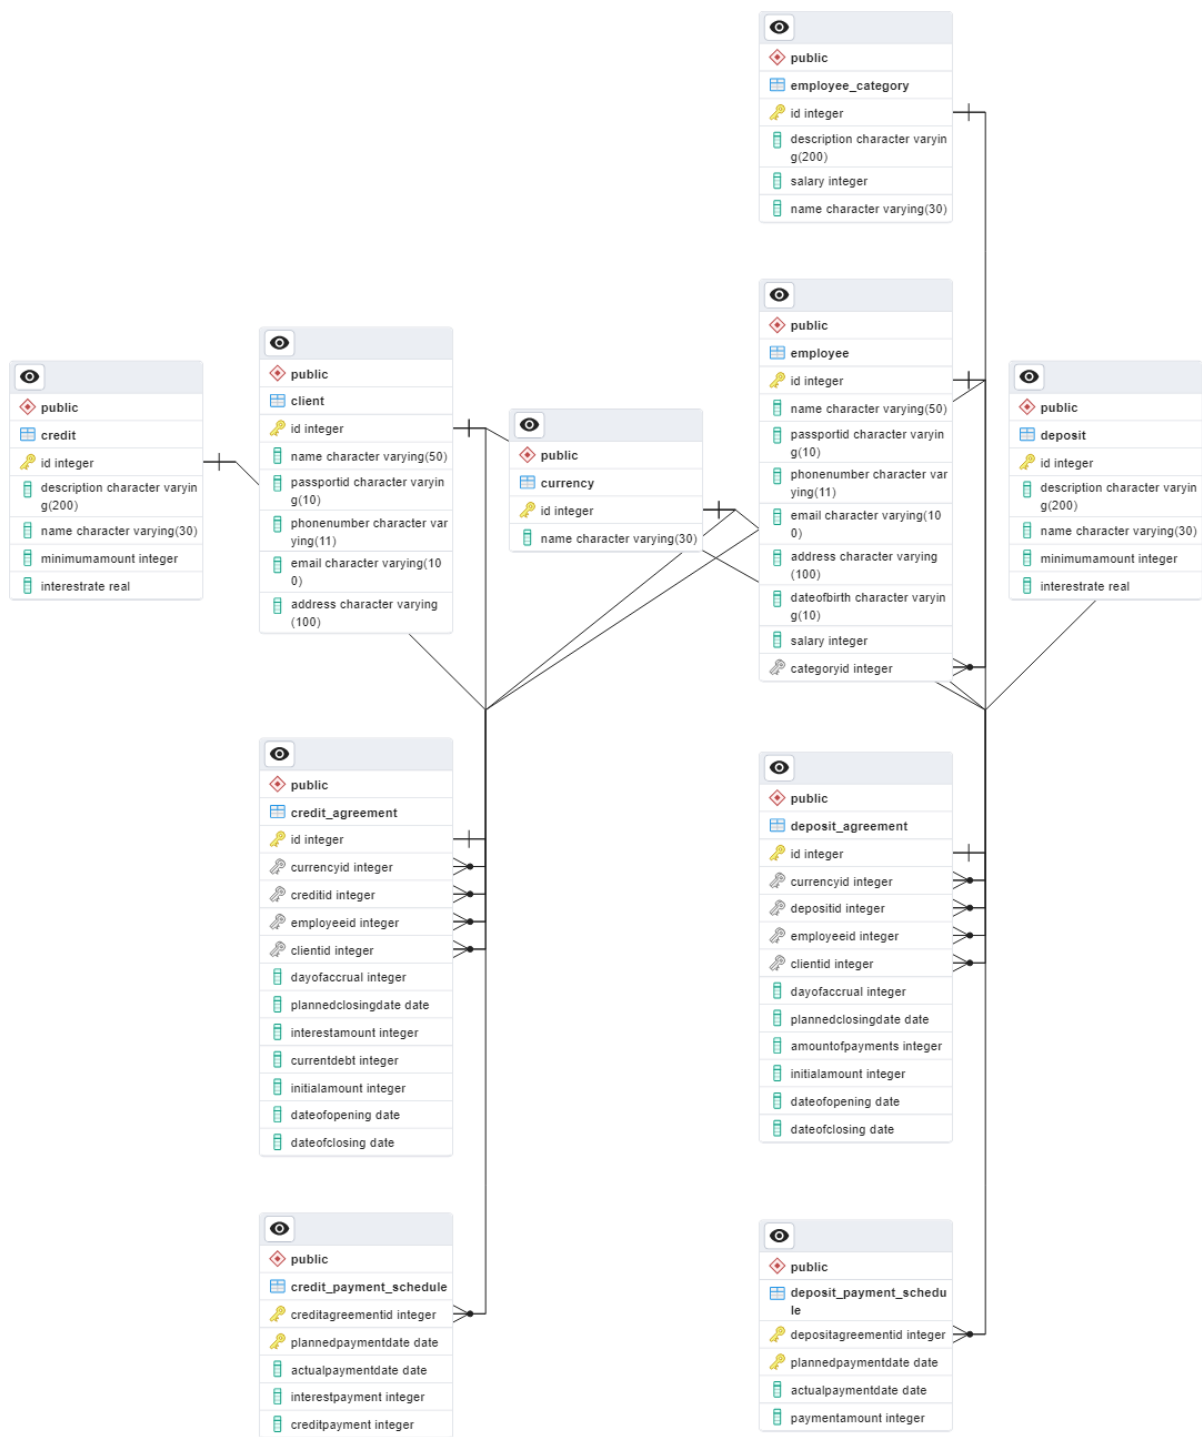 public
employee_category
id integer
description character varyin
g(200)
salary integer
name character varying(30)
public
employee
id integer
name character varying(50)
passportid character varyin
g(10)
phonenumber character va
rying(11)
email character varying(10
0)
address character varying
(100)
dateofbirth character varyin
g(10)
salary integer
categoryid integer
public
credit
id integer
description character varyin
g(200)
name character varying(30)
minimumamount integer
interestrate real
public
client
id integer
name character varying(50)
passportid character varyin
g(10)
phonenumber character var
ying(11)
email character varying(10
0)
address character varying
(100)
public
currency
id integer
name character varying(30)
public
deposit
id integer
description character varyin
g(200)
name character varying(30)
minimumamount integer
interestrate real
public
credit_agreement
id integer
currencyid integer
creditid integer
employeeid integer
clientid integer
dayofaccrual integer
plannedclosingdate date
interestamount integer
currentdebt integer
initialamount integer
dateofopening date
dateofclosing date
public
deposit_agreement
id integer
currencyid integer
depositid integer
employeeid integer
clientid integer
dayofaccrual integer
plannedclosingdate date
amountofpayments integer
initialamount integer
dateofopening date
dateofclosing date
public
credit_payment_schedule
creditagreementid integer
plannedpaymentdate date
actualpaymentdate date
interestpayment integer
creditpayment integer
public
deposit_payment_schedu
le
depositagreementid integer
plannedpaymentdate date
actualpaymentdate date
paymentamount integer